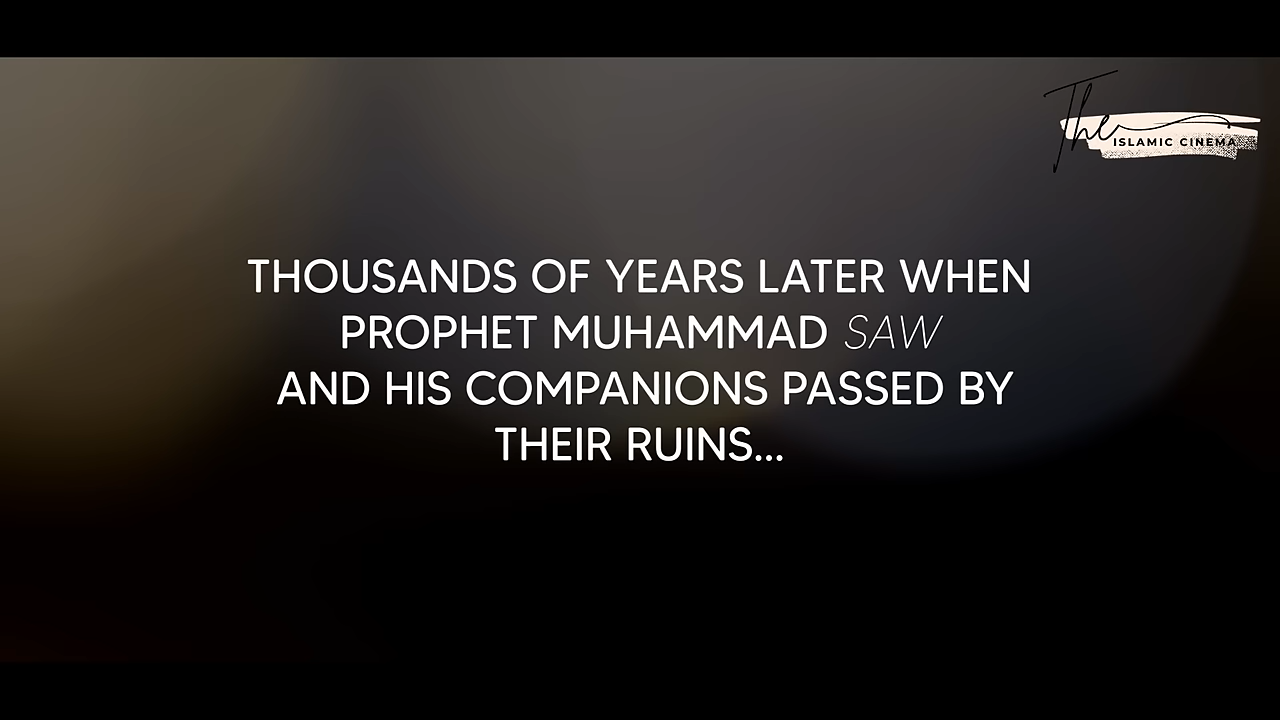 The
ISLAMIC CINEMA
THOUSANDS OF YEARS LATER WHEN
PROPHET MUHAMMAD SAW
AND HIS COMPANIONS PASSED BY
THEIR RUINS...